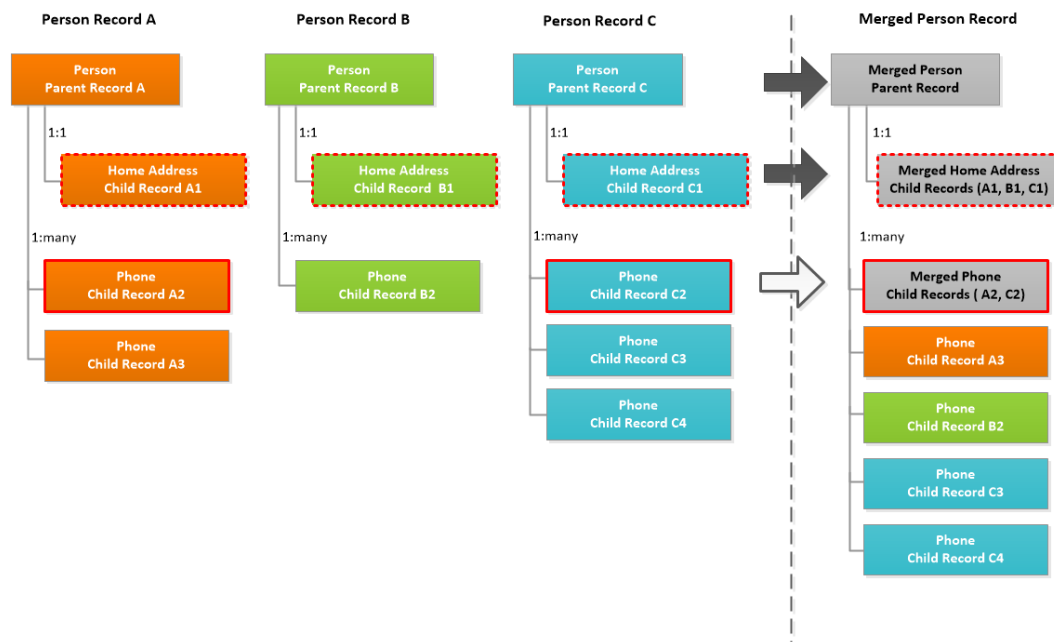 Person Record A
Person
Parent Record A
1:1
Home Address
Child Record A1
1:many
Phone
Child Record A2
Phone
Child Record A3
Person Record B
Person
Parent Record B
1:1
Home Address
Child Record  B1
1:many
Phone
Child Record B2
Person Record C
Person
Parent Record C
1:1
Home Address
Child Record C1
1:many
Phone
Child Record C2
Phone
Child Record C3
Phone
Child Record C4
Merged Person Record
Merged Person
Parent Record
1:1
Merged Home Address
Child Records (A1, B1, C1)
1:many
Merged Phone
Child Records ( A2, C2)
Phone
Child Record A3
Phone
Child Record B2
Phone
Child Record C3
Phone
Child Record C4